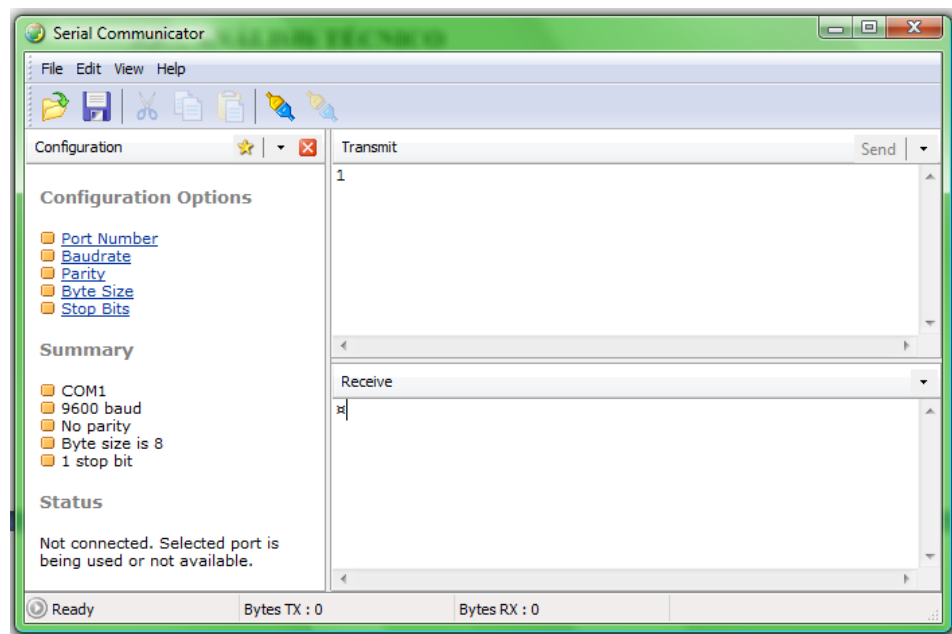 Serial Communicator
ANÁLISIS TÉCNICO
File Edit View Help
Configuration
Configuration Options
Port Number
Baudrate
Parity
Byte Size
Stop Bits
Summary
COM1
9600 baud
No parity
Byte size is 8
1 stop bit
Status
Not connected. Selected port is
being used or not available.
Transmit Send
1
Receive
¤
Ready Bytes TX : 0 Bytes RX : 0